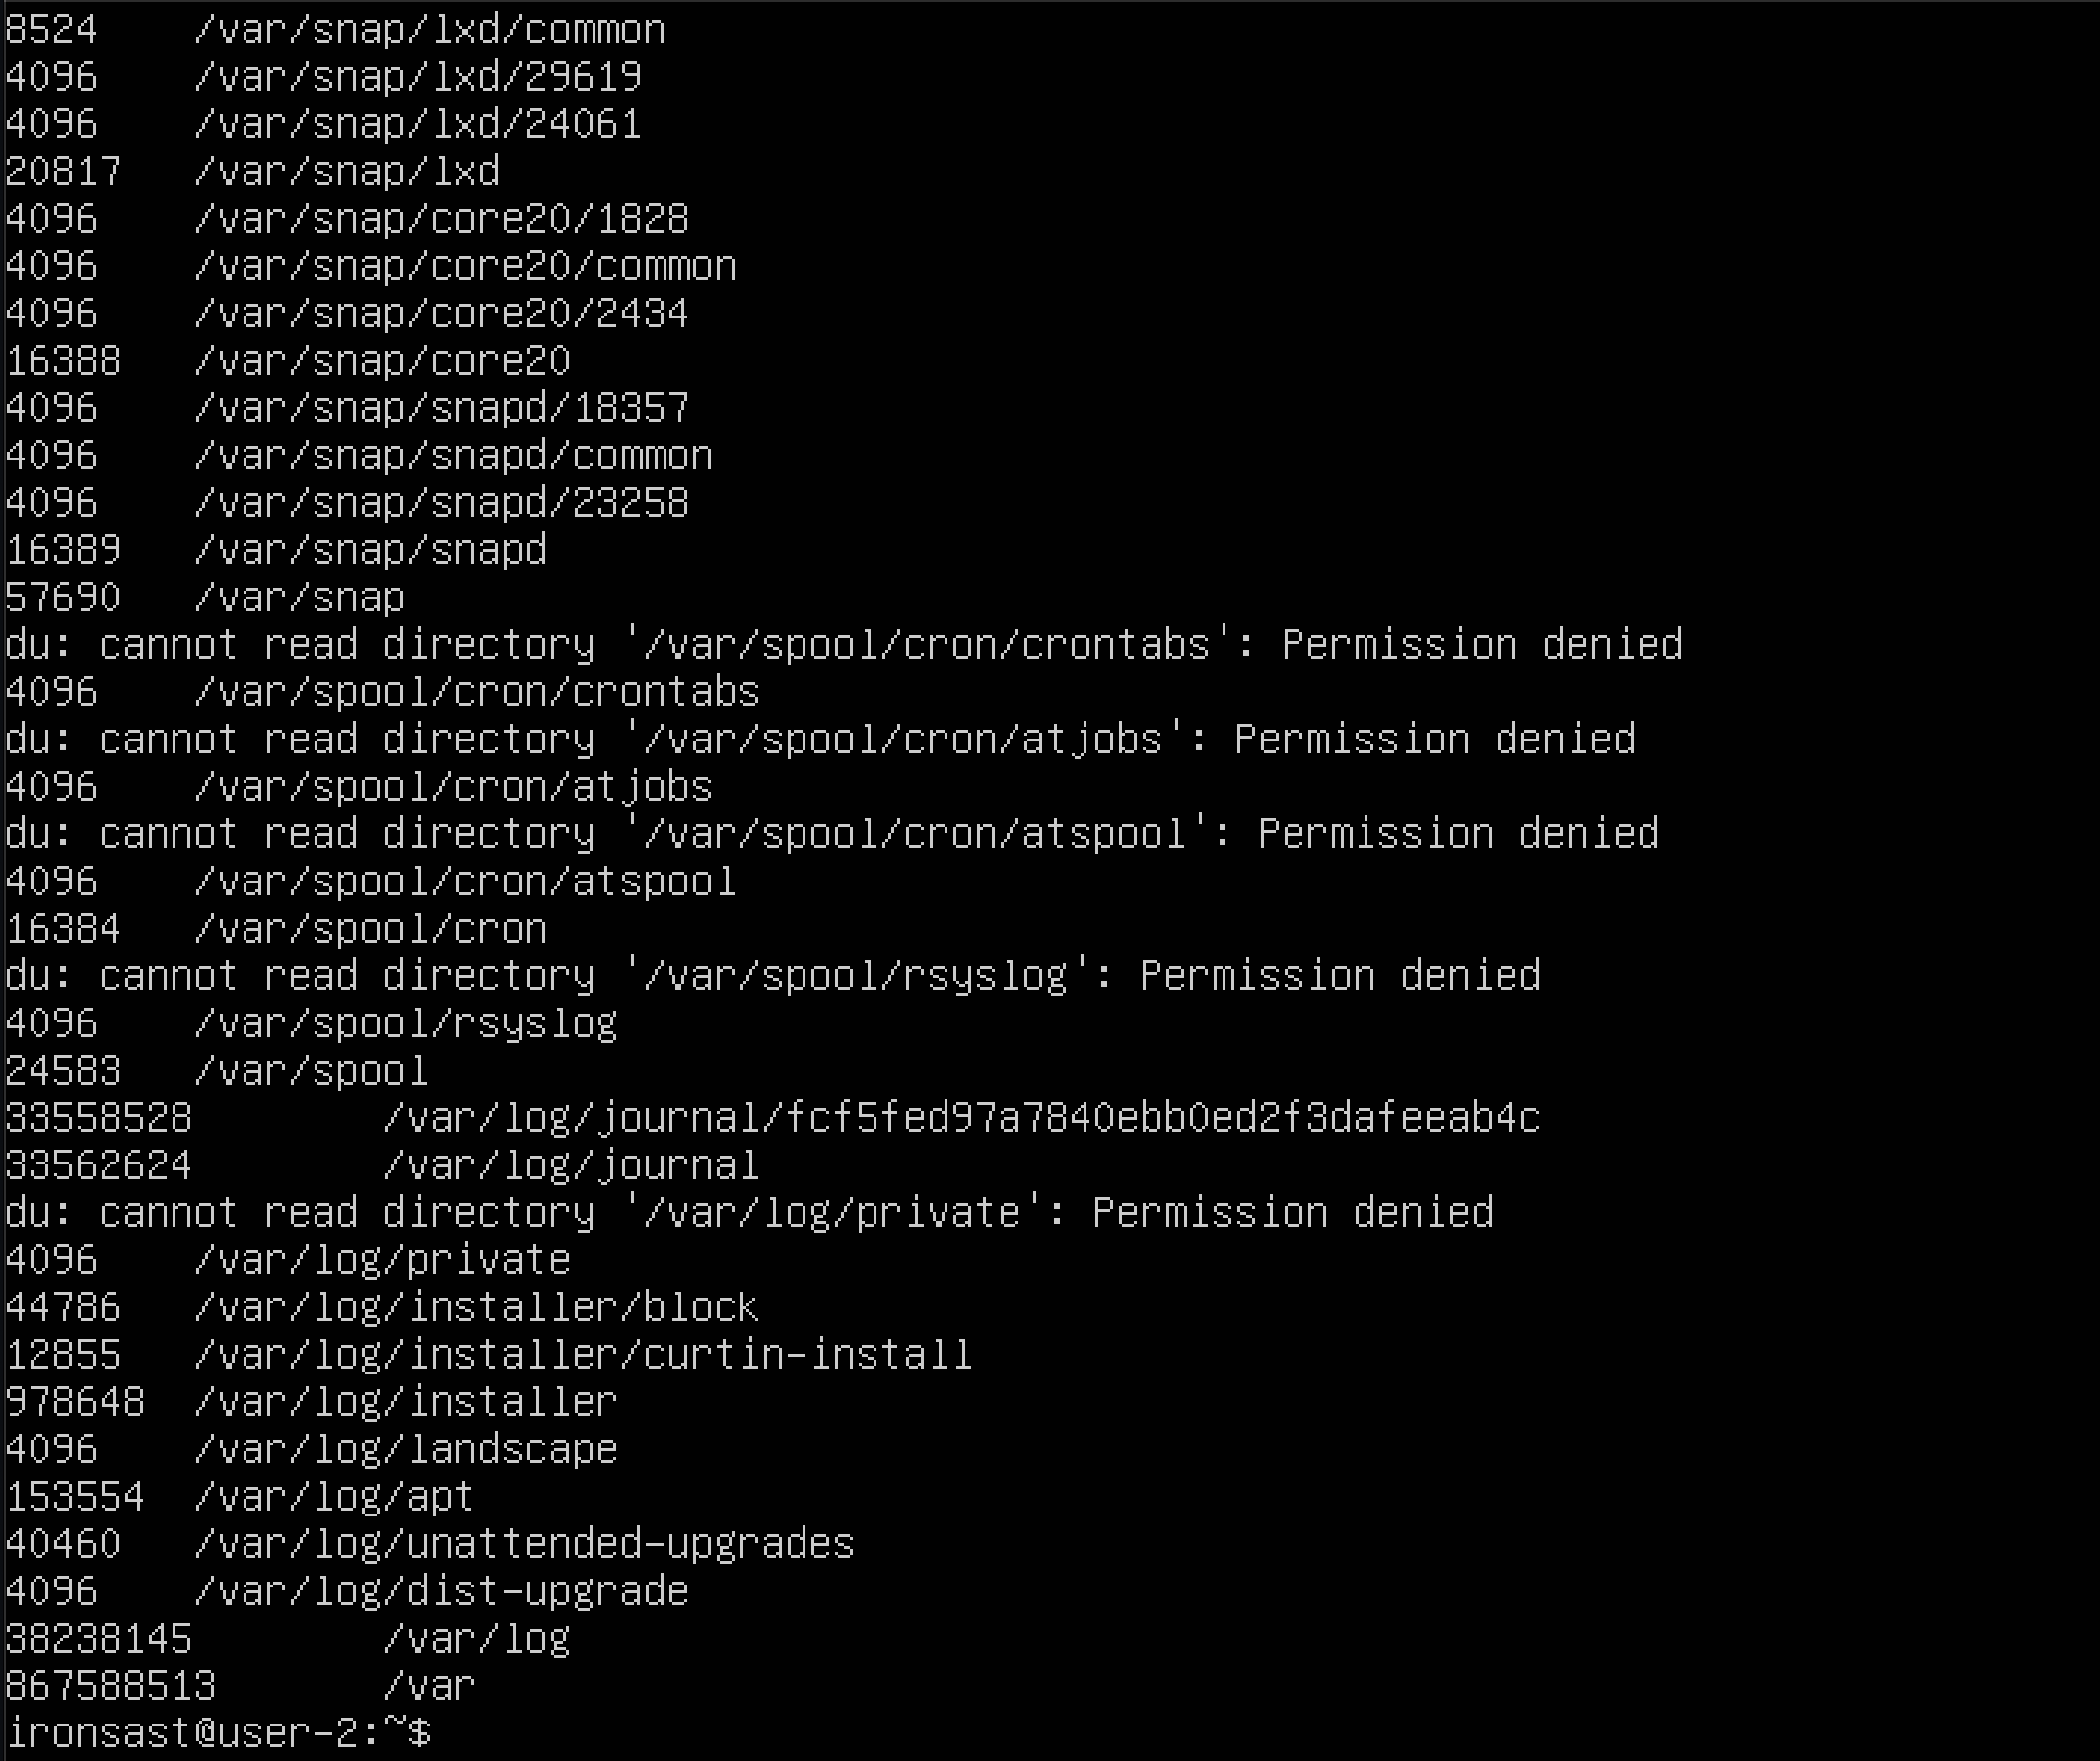 8524    /var/snap/lxd/common
4096    /var/snap/lxd/29619
4096    /var/snap/lxd/24061
20817   /var/snap/lxd
4096    /var/snap/core20/1828
4096    /var/snap/core20/common
4096    /var/snap/core20/2434
16388   /var/snap/core20
4096    /var/snap/snapd/18357
4096    /var/snap/snapd/common
4096    /var/snap/snapd/23258
16389   /var/snap/snapd
57690   /var/snap
du: cannot read directory '/var/spool/cron/crontabs': Permission denied
4096    /var/spool/cron/crontabs
du: cannot read directory '/var/spool/cron/atjobs': Permission denied
4096    /var/spool/cron/atjobs
du: cannot read directory '/var/spool/cron/atspool': Permission denied
4096    /var/spool/cron/atspool
16384   /var/spool/cron
du: cannot read directory '/var/spool/rsyslog': Permission denied
4096    /var/spool/rsyslog
24583   /var/spool
33558528        /var/log/journal/fcf5fed97a7840ebb0ed2f3dafeeab4c
33562624        /var/log/journal
du: cannot read directory '/var/log/private': Permission denied
4096    /var/log/private
44786   /var/log/installer/block
12855   /var/log/installer/curtin-install
978648  /var/log/installer
4096    /var/log/landscape
153554  /var/log/apt
40460   /var/log/unattended-upgrades
4096    /var/log/dist-upgrade
38238145        /var/log
867588513       /var
ironsast@user-2:~$